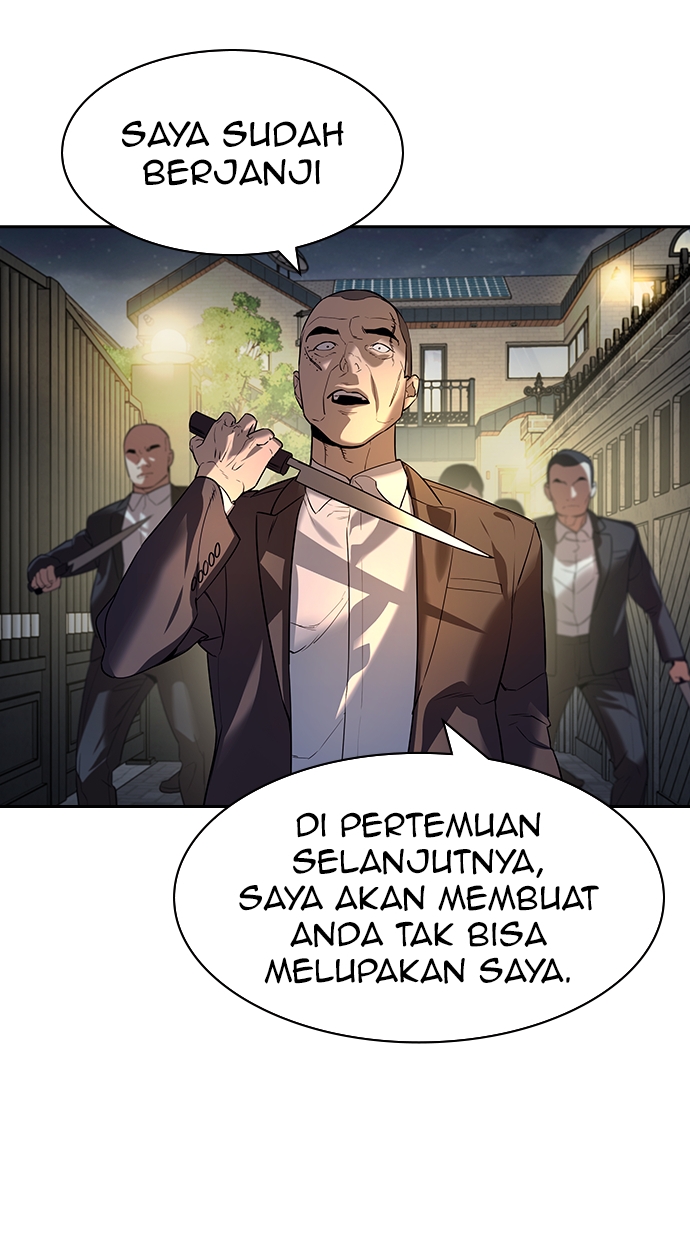 SAYA SUDAH
BERJANJI
DI PERTEMUAN
SELANJUTNYA,
SAYA AKAN MEMBUAT
ANDA TAK BISA
MELUPAKAN SAYA.